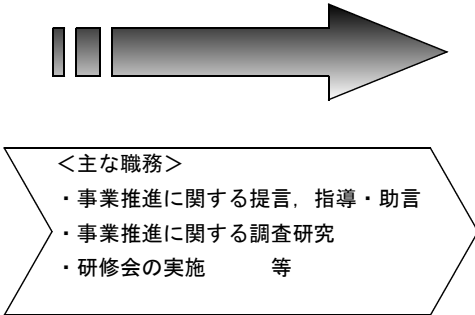 ＜主な職務＞
・事業推進に関する提言，指導・助言
・事業推進に関する調査研究
・研修会の実施　　　等